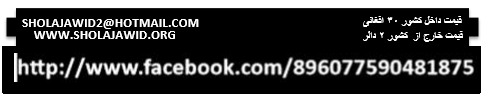 SHOLAJAWID2@HOTMAIL.COM
قیمت داخل کشور ۳۰ افغانی
WWW.SHOLAJAWID.ORG
قیمت خارج از کشور ۲ دالر
http://www.facebook.com/896077590481875